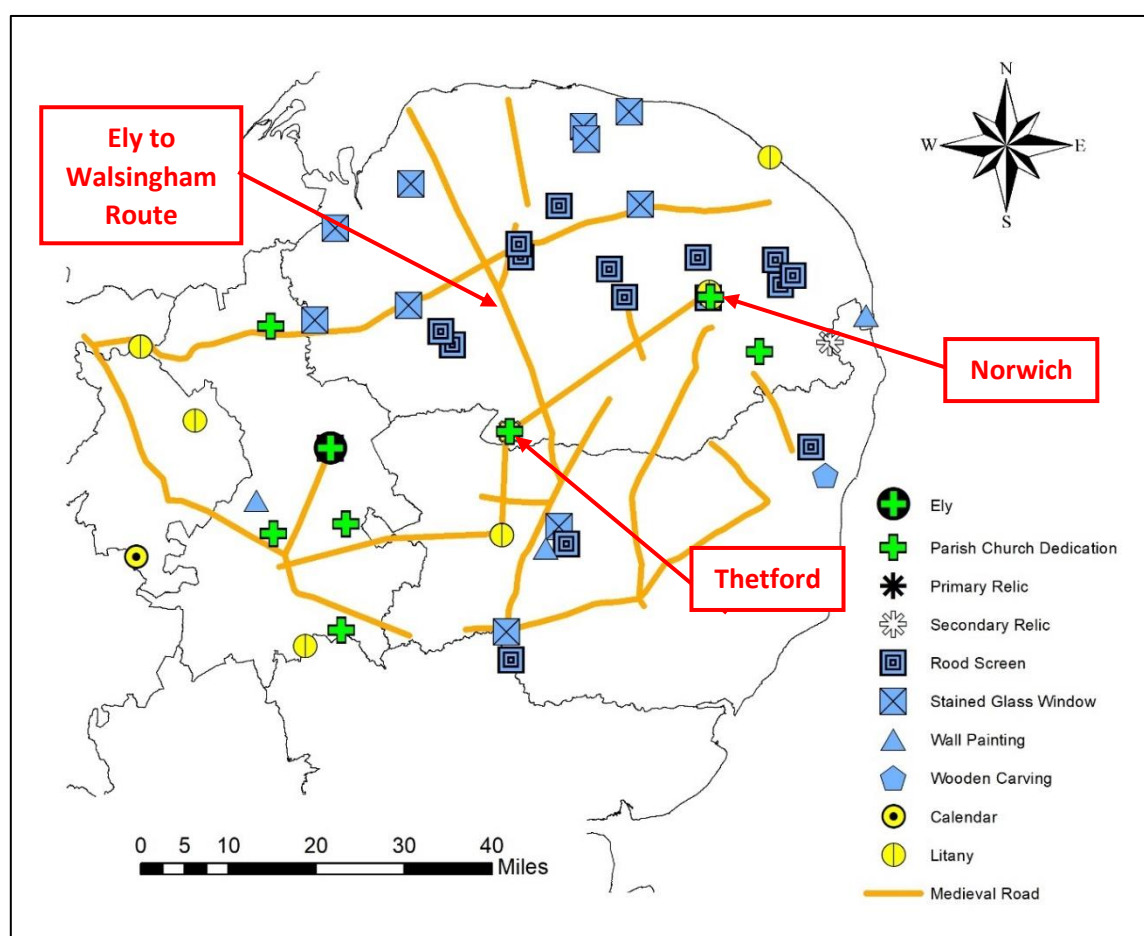 Ely to
Walsingham
Route
N
W
E
S
Norwich
Thetford
Ely
Parish Church Dedication
Primary Relic
Secondary Relic
Rood Screen
Stained Glass Window
Wall Painting
Wooden Carving
Calendar
Litany
Medieval Road
0 5 10 20 30 40
Miles